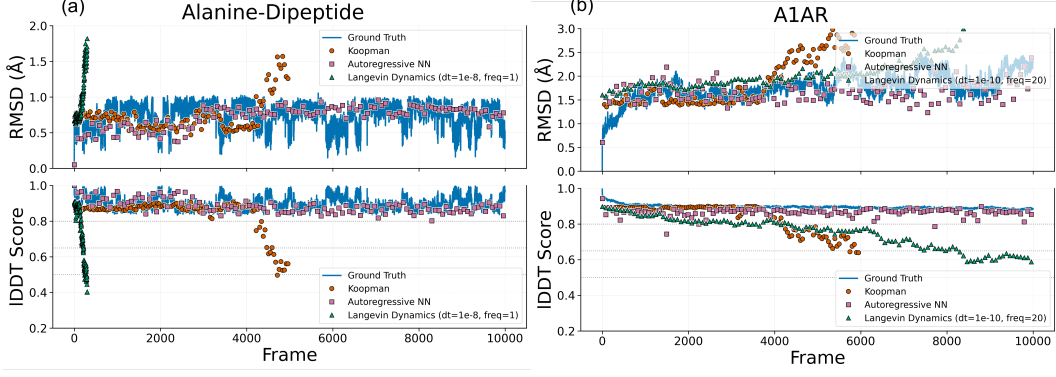 (a)
Alanine-Dipeptide
RMSD (Å)
2.0
1.5
1.0
0.5
0.0
Ground Truth
Koopman
Autoregressive NN
Langevin Dynamics (dt=1e-8, freq=1)
lDDT Score
1.0
0.8
0.6
0.4
0.2
Ground Truth
Koopman
Autoregressive NN
Langevin Dynamics (dt=1e-8, freq=1)
0 2000 4000 6000 8000 10000
Frame
(b)
A1AR
RMSD (Å)
3.0
2.5
2.0
1.5
1.0
0.5
0.0
Ground Truth
Koopman
Autoregressive NN
Langevin Dynamics (dt=1e-10, freq=20)
lDDT Score
1.0
0.8
0.6
0.4
0.2
Ground Truth
Koopman
Autoregressive NN
Langevin Dynamics (dt=1e-10, freq=20)
0 2000 4000 6000 8000 10000
Frame